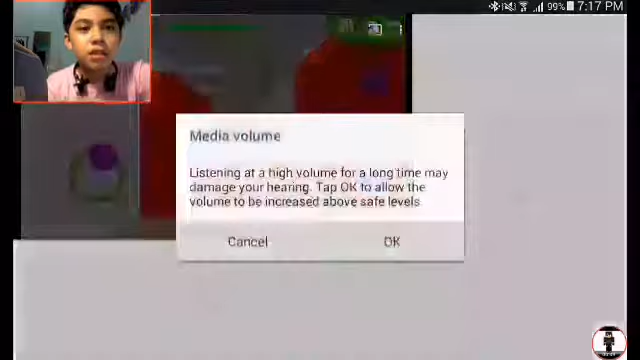 99% 7:17 PM
Media volume
Listening at a high volume for a long time may
damage your hearing. Tap OK to allow the
volume to be increased above safe levels
Cancel OK